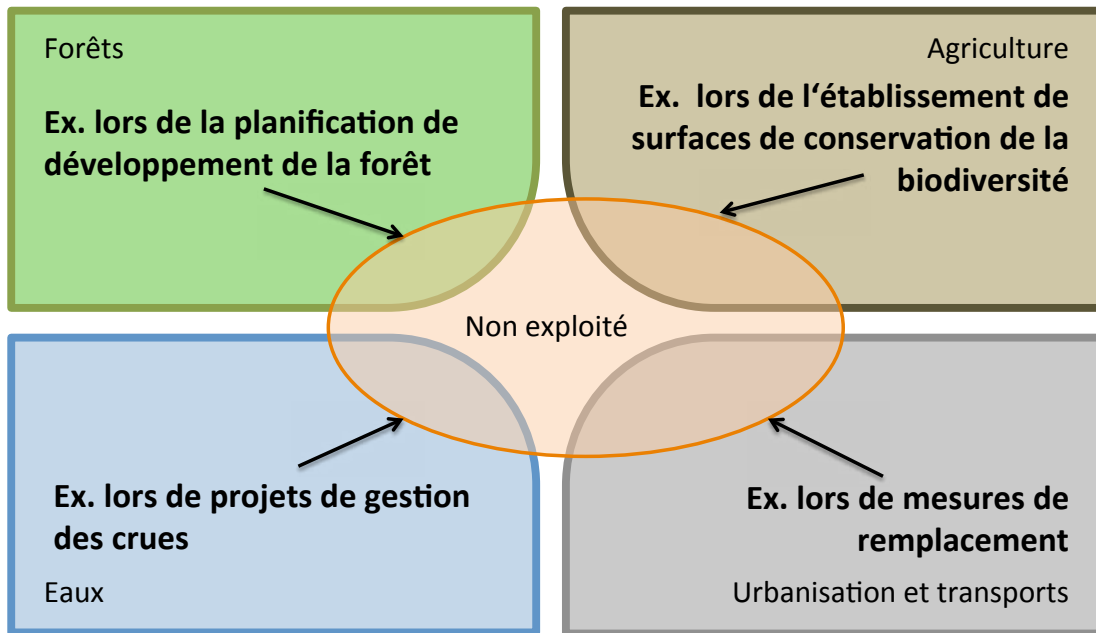 Forêts
Ex. lors de la planification de
développement de la forêt
Agriculture
Ex. lors de l‘établissement de
surfaces de conservation de la
biodiversité
Non exploité
Ex. lors de projets de gestion
des crues
Eaux
Ex. lors de mesures de
remplacement
Urbanisation et transports